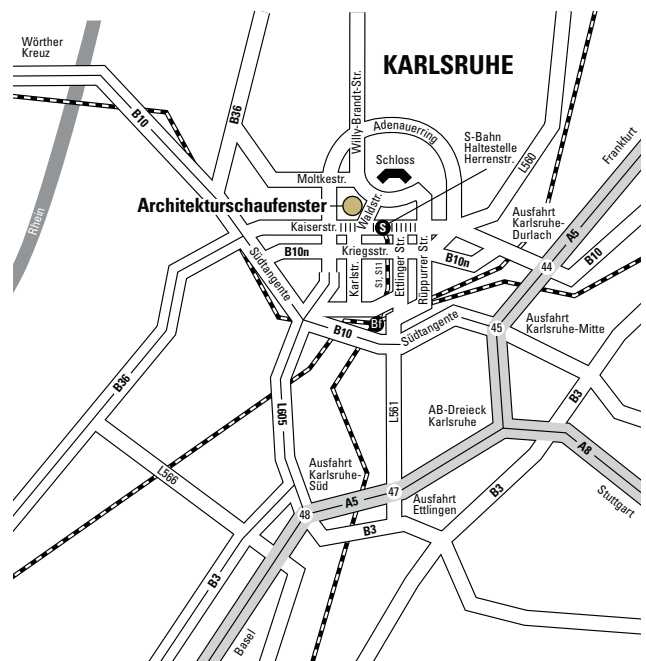 Wörther
Kreuz
KARLSRUHE
B36
Willy-Brandt-Str.
Adenauerring
S-Bahn
Haltestelle
Herrenstr.
B10
Schloss
L560
Frankfurt
Moltkestr.
Architekturschaufenster
Waldstr.
Kaiserstr.
S
Ausfahrt
Karlsruhe-
Durlach
A5
Rhein
B10n
Kriegsstr.
B10n
B10
44
Südtangente
Karlstr.
S1, S11
Ettlinger Str.
Rüppurrer Str.
Bf
B10
Südtangente
45
Ausfahrt
Karlsruhe-Mitte
B36
L605
L561
AB-Dreieck
Karlsruhe
B3
A8
Stuttgart
L566
Ausfahrt
Karlsruhe-
Süd
48
A5
47
Ausfahrt
Ettlingen
B3
B3
B3
Basel